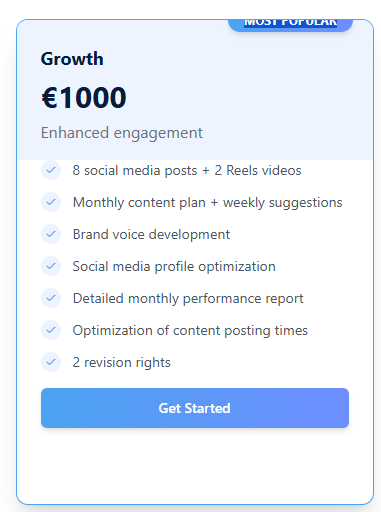 MOST POPULAR
Growth
€1000
Enhanced engagement
8 social media posts + 2 Reels videos
Monthly content plan + weekly suggestions
Brand voice development
Social media profile optimization
Detailed monthly performance report
Optimization of content posting times
2 revision rights
Get Started